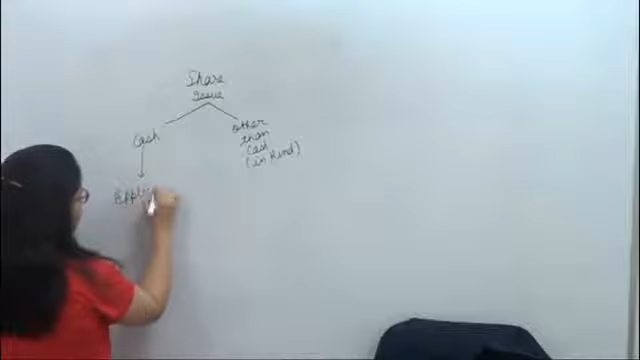 Share
Issue
Cash
other
than
Cash
(in Kind)